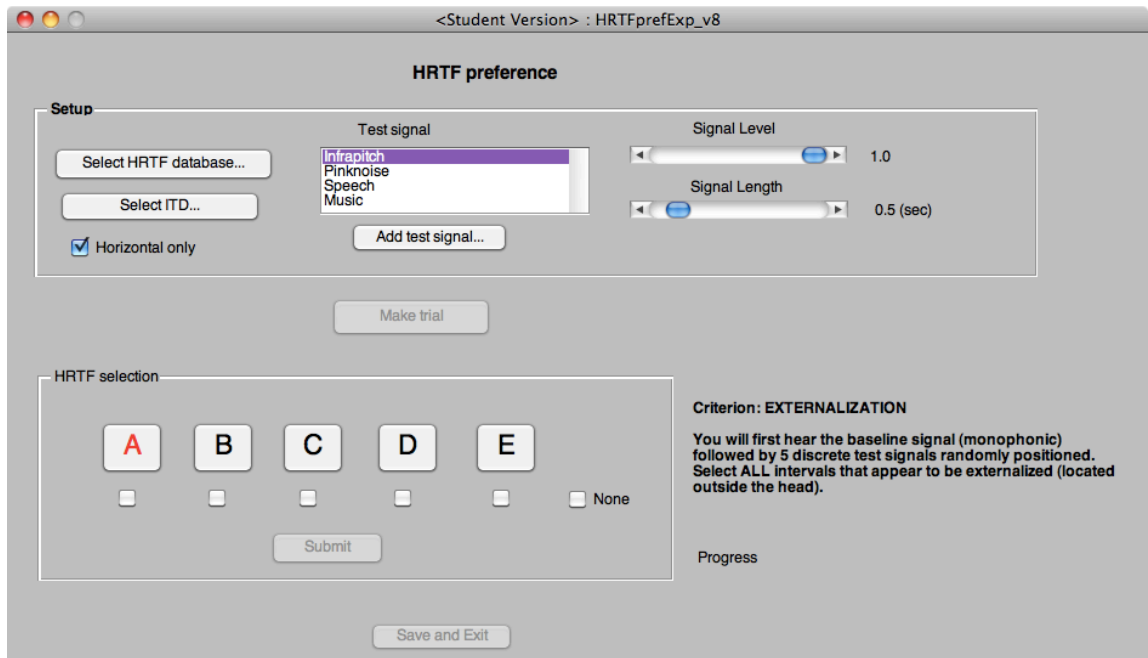 <Student Version> : HRTFprefExp_v8
HRTF preference
Setup
Test signal
Signal Level
Select HRTF database...
Infrapitch
Pinknoise
Speech
Music
1.0
Select ITD...
Signal Length
0.5 (sec)
Horizontal only
Add test signal...
Make trial
HRTF selection
A B C D E
None
Submit
Criterion: EXTERNALIZATION
You will first hear the baseline signal (monophonic)
followed by 5 discrete test signals randomly positioned.
Select ALL intervals that appear to be externalized (located
outside the head).
Progress
Save and Exit